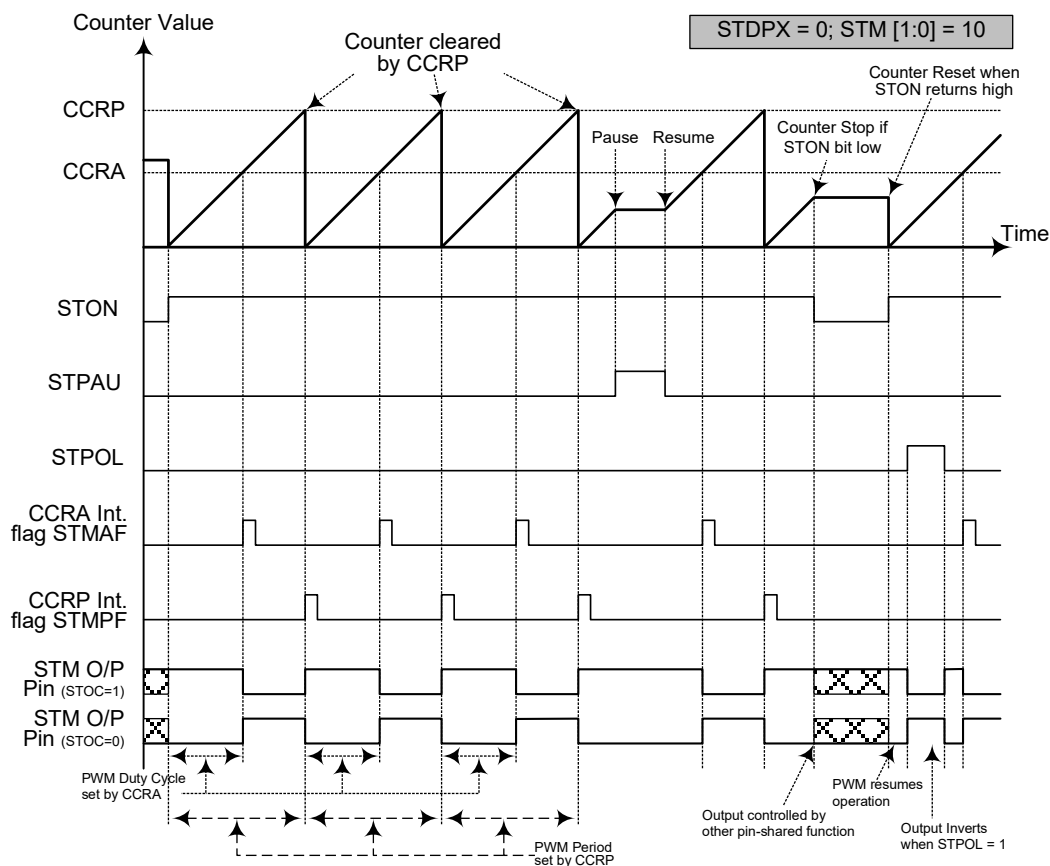 Counter Value
STDPX = 0; STM [1:0] = 10
Counter cleared
by CCRP
Counter Reset when
STON returns high
CCRP
Pause
Resume
Counter Stop if
STON bit low
CCRA
Time
STON
STPAU
STPOL
CCRA Int.
flag STMAF
CCRP Int.
flag STMPF
STM O/P
Pin (STOC=1)
STM O/P
Pin (STOC=0)
PWM Duty Cycle
set by CCRA
PWM resumes
operation
Output controlled by
other pin-shared function
Output Inverts
when STPOL = 1
PWM Period
set by CCRP